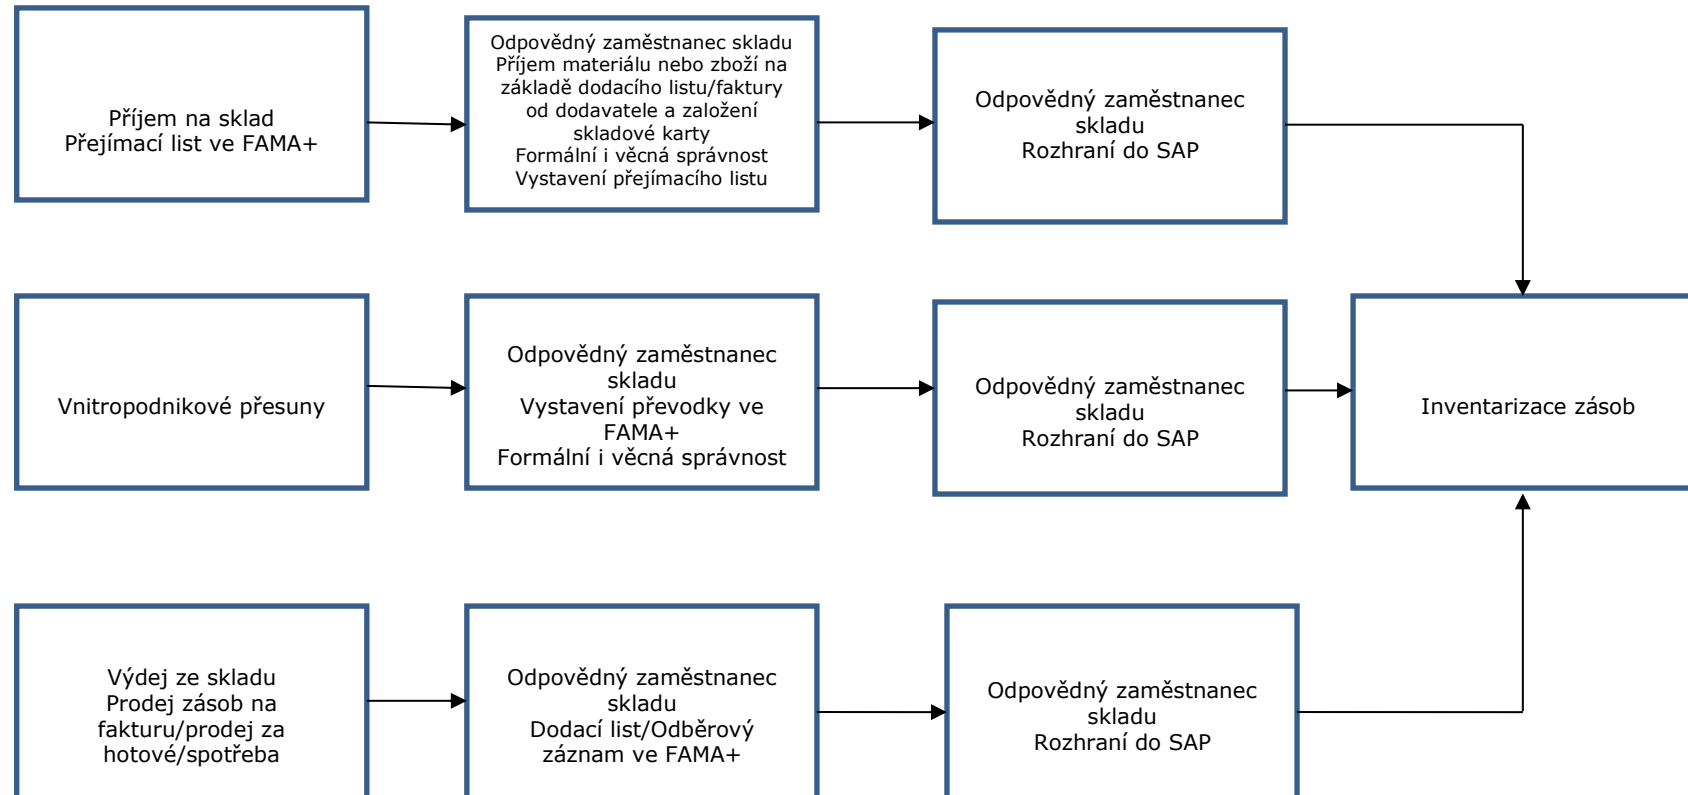 Příjem na sklad
Přejímací list ve FAMA+
Odpovědný zaměstnanec skladu
Příjem materiálu nebo zboží na
základě dodacího listu/faktury
od dodavatele a založení
skladové karty
Formální i věcná správnost
Vystavení přejímacího listu
Odpovědný zaměstnanec
skladu
Rozhraní do SAP
Vnitropodnikové přesuny
Odpovědný zaměstnanec
skladu
Vystavení převodky ve
FAMA+
Formální i věcná správnost
Odpovědný zaměstnanec
skladu
Rozhraní do SAP
Inventarizace zásob
Výdej ze skladu
Prodej zásob na
fakturu/prodej za
hotové/spotřeba
Odpovědný zaměstnanec
skladu
Dodací list/Odběrový
záznam ve FAMA+
Odpovědný zaměstnanec
skladu
Rozhraní do SAP